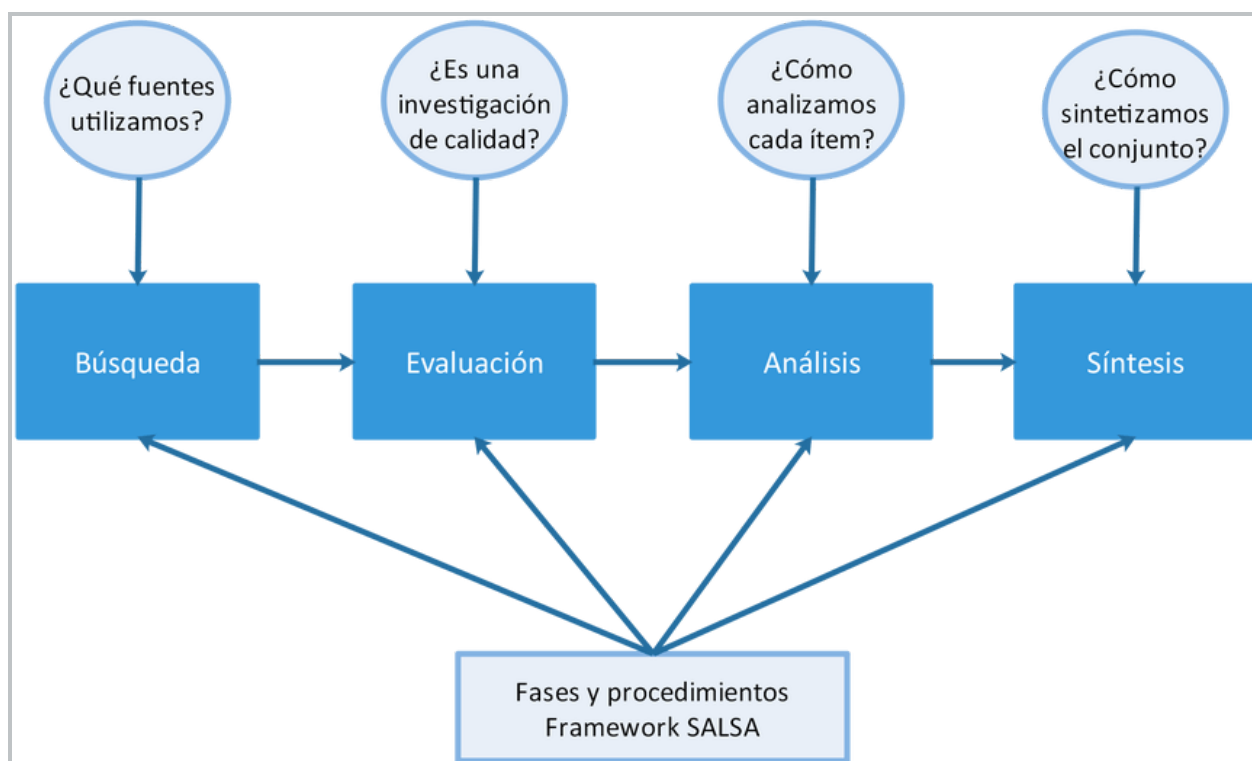 ¿Qué fuentes
utilizamos?
¿Es una
investigación
de calidad?
¿Cómo
analizamos
cada ítem?
¿Cómo
sintetizamos
el conjunto?
Búsqueda
Evaluación
Análisis
Síntesis
Fases y procedimientos
Framework SALSA